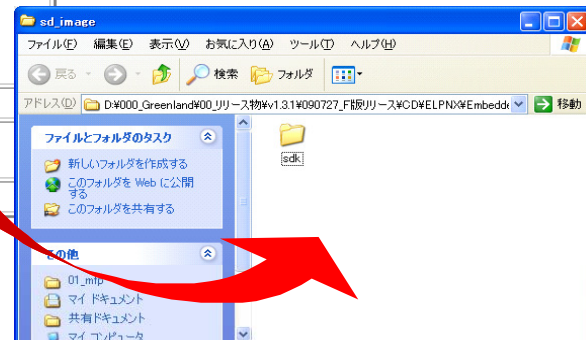 sd_image
ファイル(F) 編集(E) 表示(V) お気に入り(A) ツール(T) ヘルプ(H)
戻る 検索 フォルダ
アドレス(D) D:¥000_Greenland¥00_リリース物¥v1.3.1¥090727_F版リリース¥CD¥ELPNX¥Embedde 移動
ファイルとフォルダのタスク
新しいフォルダを作成する
このフォルダを Web に公開
する
このフォルダを共有する
sdk
その他
01_mfp
マイ ドキュメント
共有ドキュメント
マイ コンピュータ